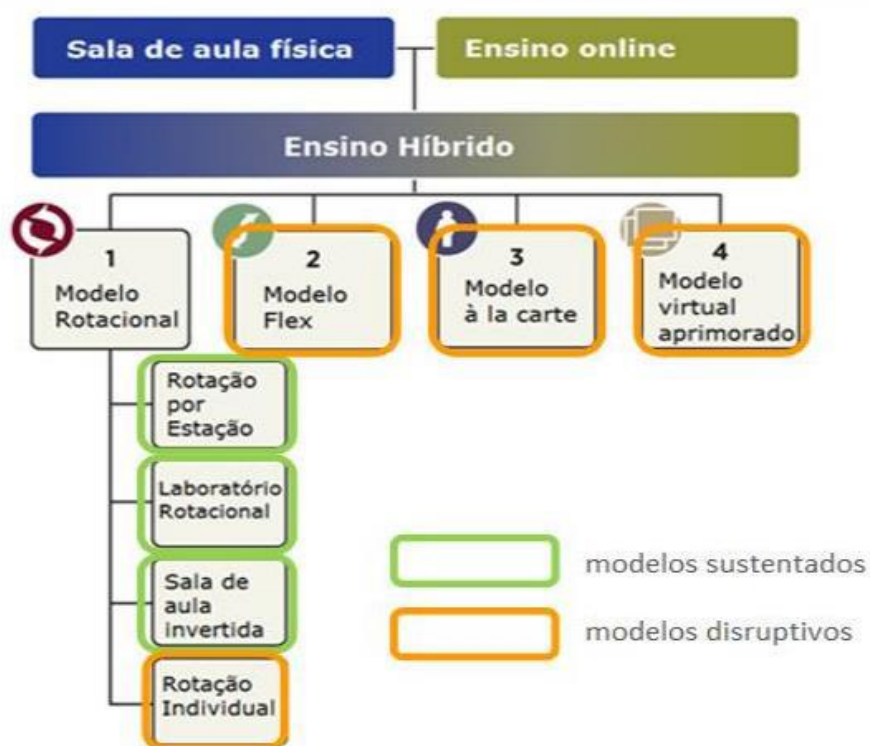 Sala de aula física
Ensino online
Ensino Híbrido
1
Modelo
Rotacional
2
Modelo
Flex
3
Modelo
à la carte
4
Modelo
virtual
aprimorado
Rotação
por
Estação
Laboratório
Rotacional
Sala de
aula
invertida
Rotação
Individual
modelos sustentados
modelos disruptivos